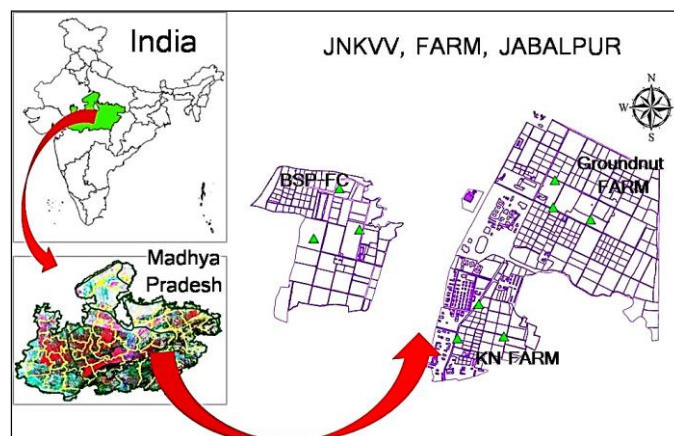 India
JNKVV, FARM, JABALPUR
N
W E
S
BSP-FC
Groundnut
FARM
Madhya
Pradesh
KN FARM